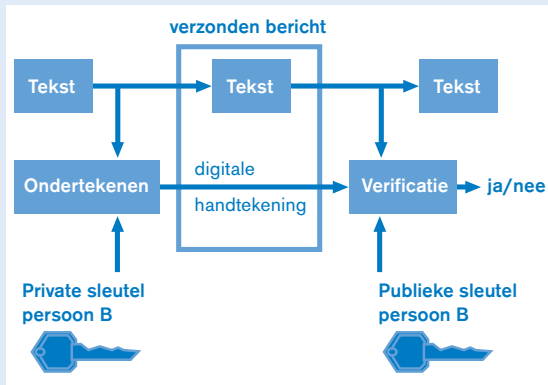 verzonden bericht
Tekst
Tekst
Tekst
Ondertekenen
digitale
handtekening
Verificatie
ja/nee
Private sleutel
persoon B
Publieke sleutel
persoon B